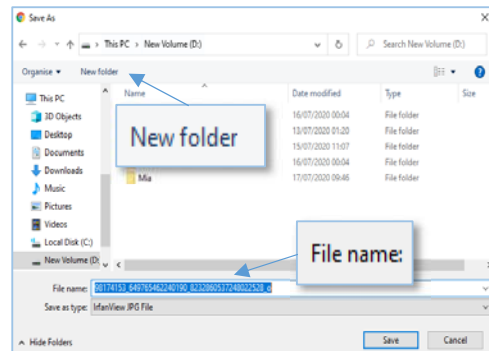 Save As
This PC > New Volume (D:)
Search New Volume (D:)
Organise New folder
Name Date modified Type Size
This PC
3D Objects
Desktop
Documents
Downloads
Music
Pictures
Videos
Local Disk (C:)
New Volume (D:
16/07/2020 00:04 File folder
13/07/2020 01:20 File folder
15/07/2020 11:07 File folder
16/07/2020 00:04 File folder
Mia 17/07/2020 09:46 File folder
New folder
File name:
File name: 98174153_649765462240190_8232860537248022528_o
Save as type: IrfanView JPG File
Hide Folders
Save Cancel